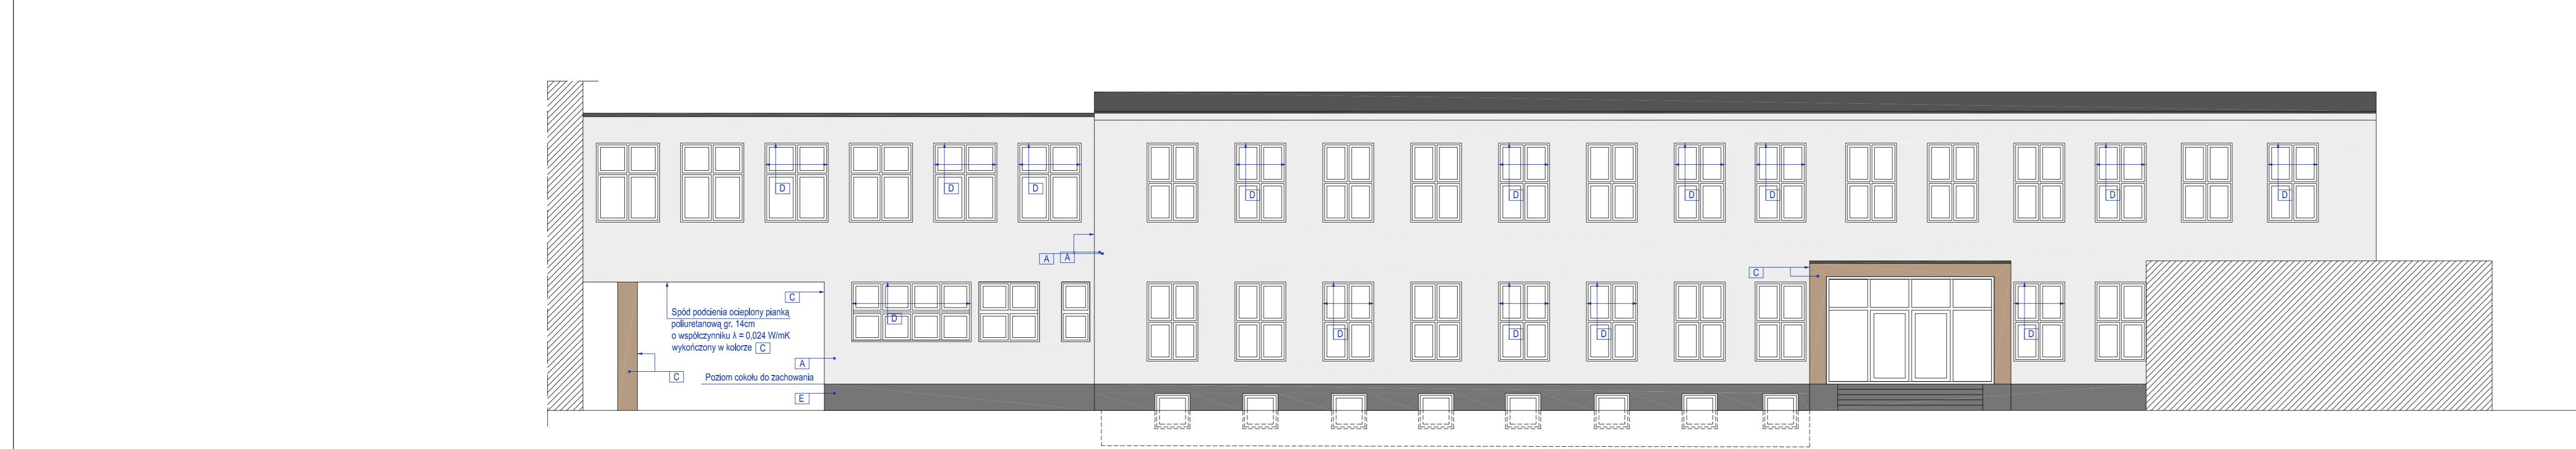 D
D
D
D
D
D
D
D
D
D
A
A
C
C
Spód podcienia ocieplony pianką
poliuretanową gr. 14cm
o współczynniku λ = 0,024 W/mK
wykończony w kolorze C
D
D
D
D
D
A
C
Poziom cokołu do zachowania
E